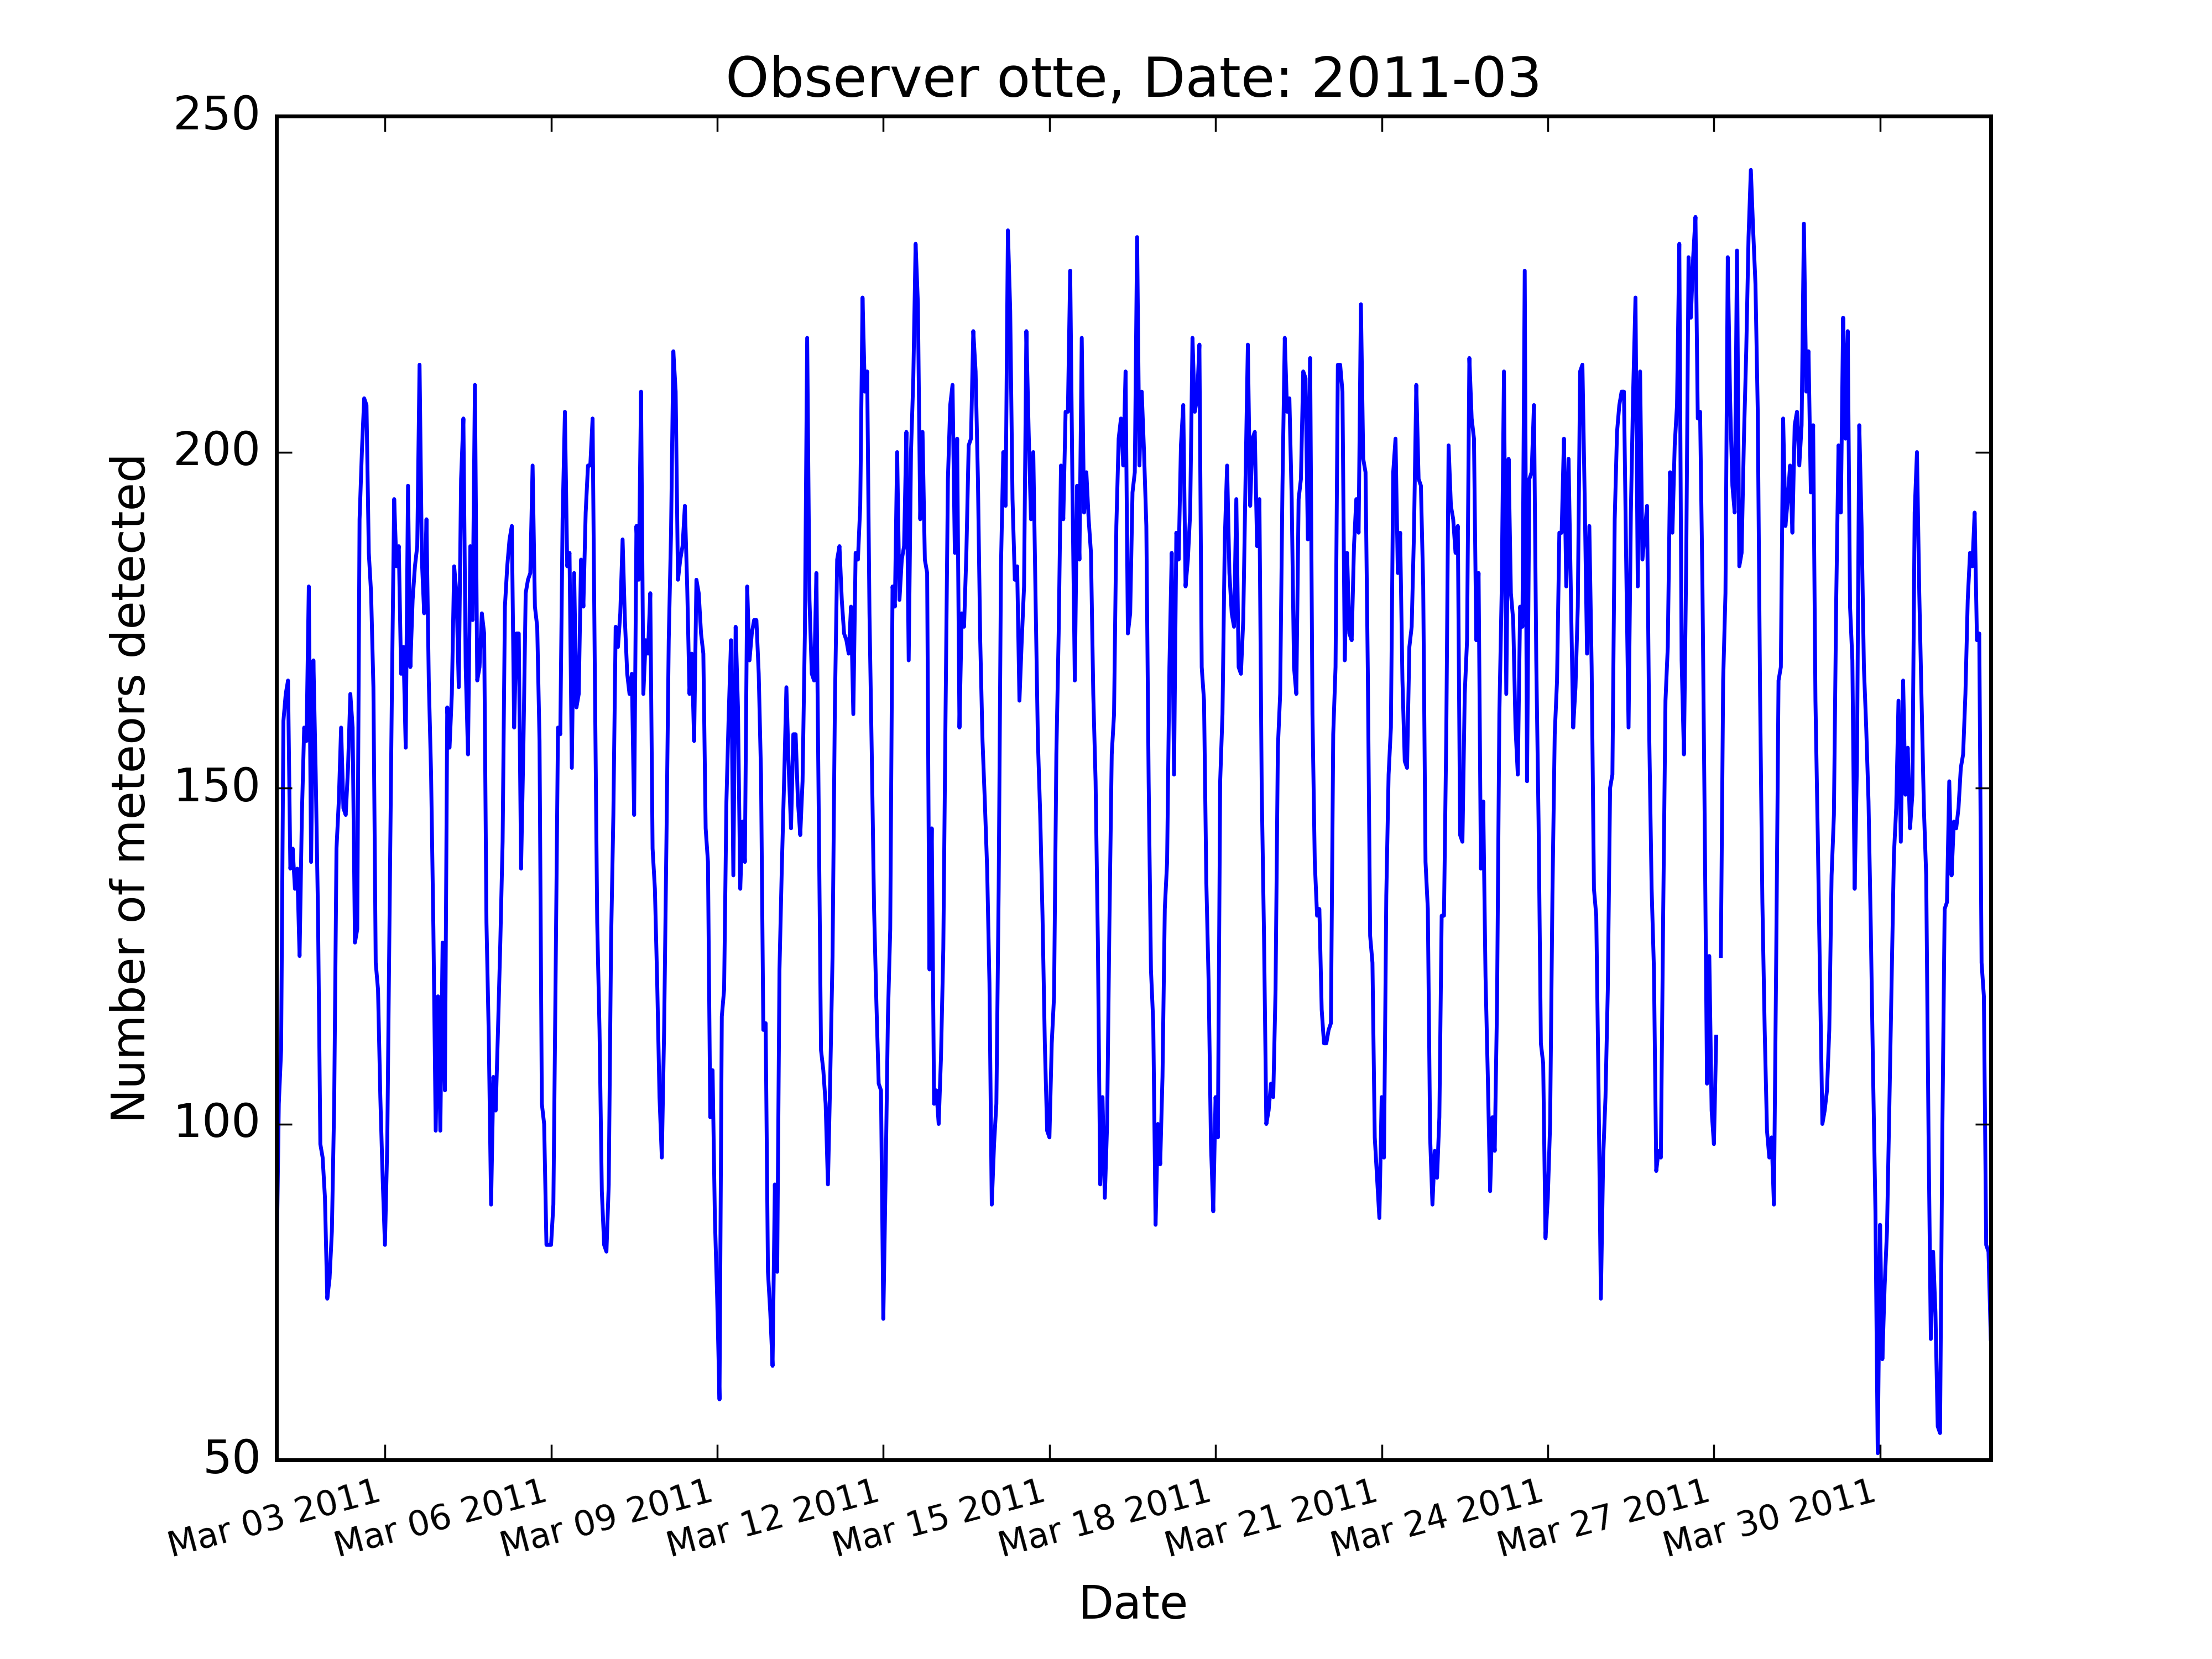 Observer otte, Date: 2011-03
250
200
150
100
50
Number of meteors detected
Mar 03 2011
Mar 06 2011
Mar 09 2011
Mar 12 2011
Mar 15 2011
Mar 18 2011
Mar 21 2011
Mar 24 2011
Mar 27 2011
Mar 30 2011
Date